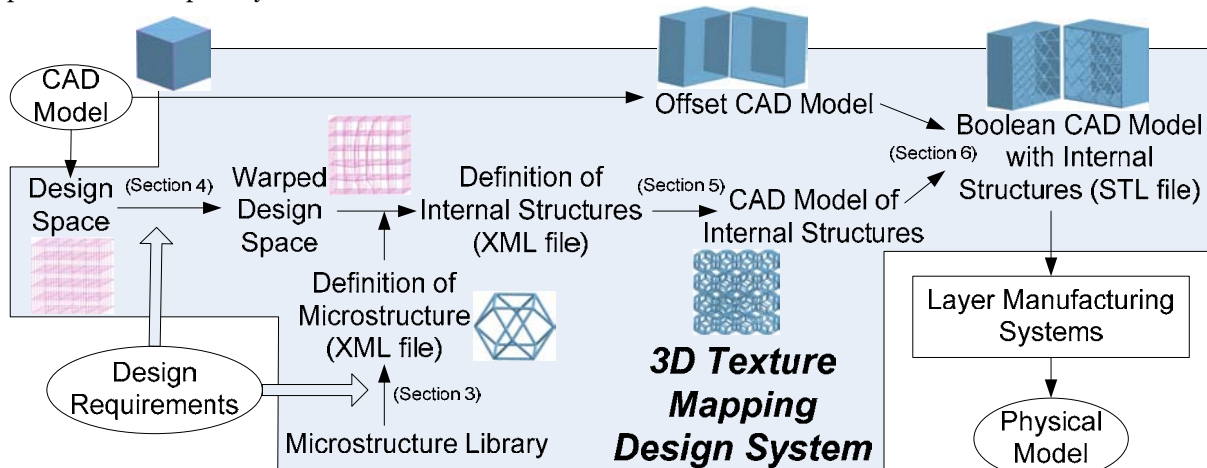 CAD
Model
Offset CAD Model
Boolean CAD Model
with Internal
Structures (STL file)
(Section 6)
Design
Space
(Section 4)
Warped
Design
Space
Definition of
Internal Structures
(XML file)
(Section 5)
CAD Model of
Internal Structures
Definition of
Microstructure
(XML file)
(Section 3)
Microstructure Library
Design
Requirements
3D Texture
Mapping
Design System
Layer Manufacturing
Systems
Physical
Model